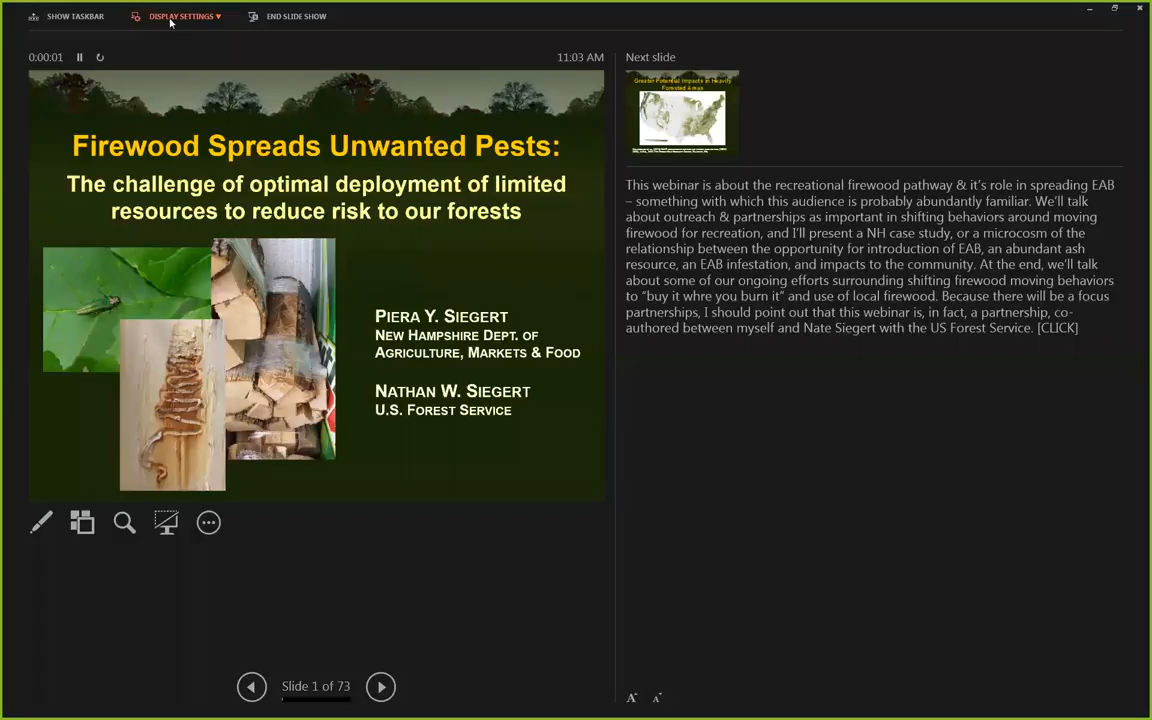 SHOW TASKBAR
DISPLAY SETTINGS ▼
END SLIDE SHOW
0:00:01
11:03 AM
Firewood Spreads Unwanted Pests:
The challenge of optimal deployment of limited
resources to reduce risk to our forests
PIERA Y. SIEGERT
NEW HAMPSHIRE DEPT. OF
AGRICULTURE, MARKETS & FOOD
NATHAN W. SIEGERT
U.S. FOREST SERVICE
Slide 1 of 73
Next slide
Greater Potential Impacts in Heavily
Forested Areas
This webinar is about the recreational firewood pathway & it's role in spreading EAB
– something with which this audience is probably abundantly familiar. We'll talk
about outreach & partnerships as important in shifting behaviors around moving
firewood for recreation, and I'll present a NH case study, or a microcosm of the
relationship between the opportunity for introduction of EAB, an abundant ash
resource, an EAB infestation, and impacts to the community. At the end, we'll talk
about some of our ongoing efforts surrounding shifting firewood moving behaviors
to "buy it whre you burn it" and use of local firewood. Because there will be a focus
partnerships, I should point out that this webinar is, in fact, a partnership, co-
authored between myself and Nate Siegert with the US Forest Service. [CLICK]
A A